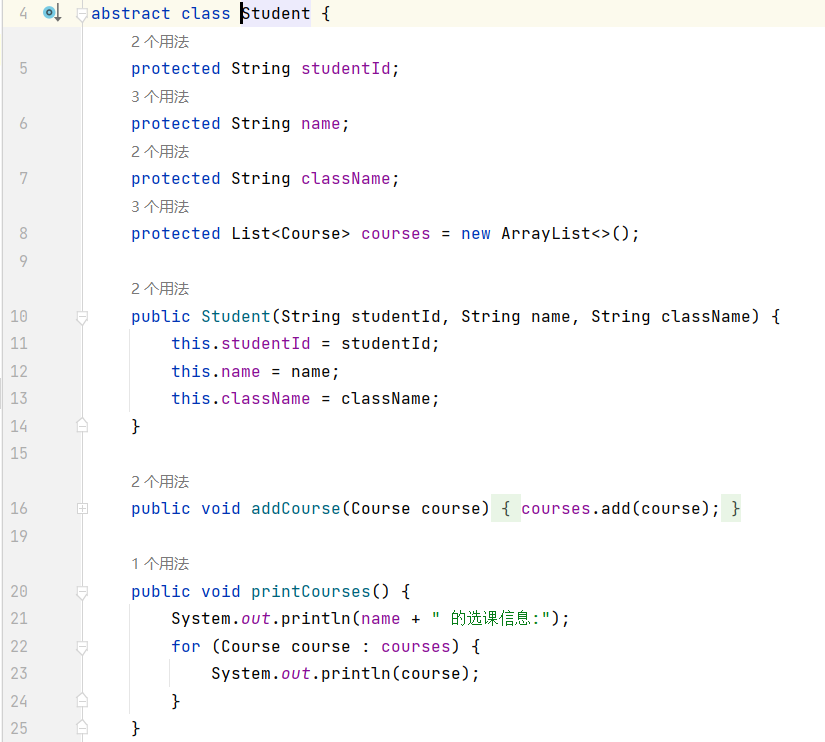 4 abstract class Student {
2 个用法
5 protected String studentId;
3 个用法
6 protected String name;
2 个用法
7 protected String className;
3 个用法
8 protected List<Course> courses = new ArrayList<>();
9
2 个用法
10 public Student(String studentId, String name, String className) {
11 this.studentId = studentId;
12 this.name = name;
13 this.className = className;
14 }
15
2 个用法
16 public void addCourse(Course course) { courses.add(course); }
19
1 个用法
20 public void printCourses() {
21 System.out.println(name + " 的选课信息:");
22 for (Course course : courses) {
23 System.out.println(course);
24 }
25 }